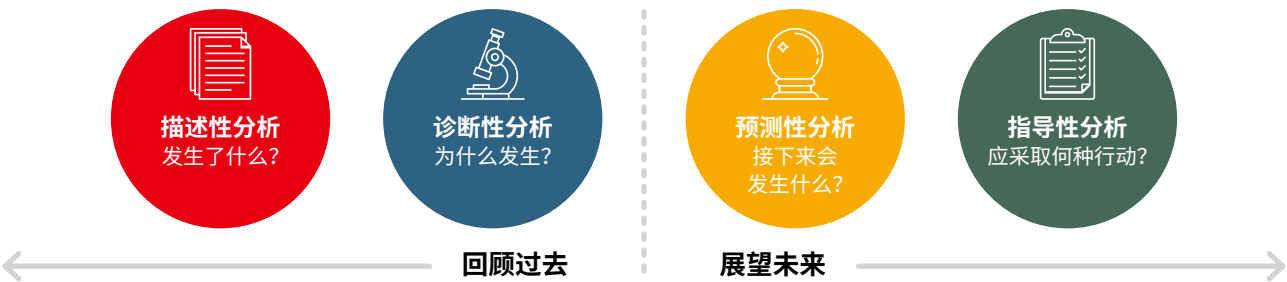 描述性分析
发生了什么？
诊断性分析
为什么发生？
预测性分析
接下来会
发生什么？
指导性分析
应采取何种行动？
回顾过去
展望未来